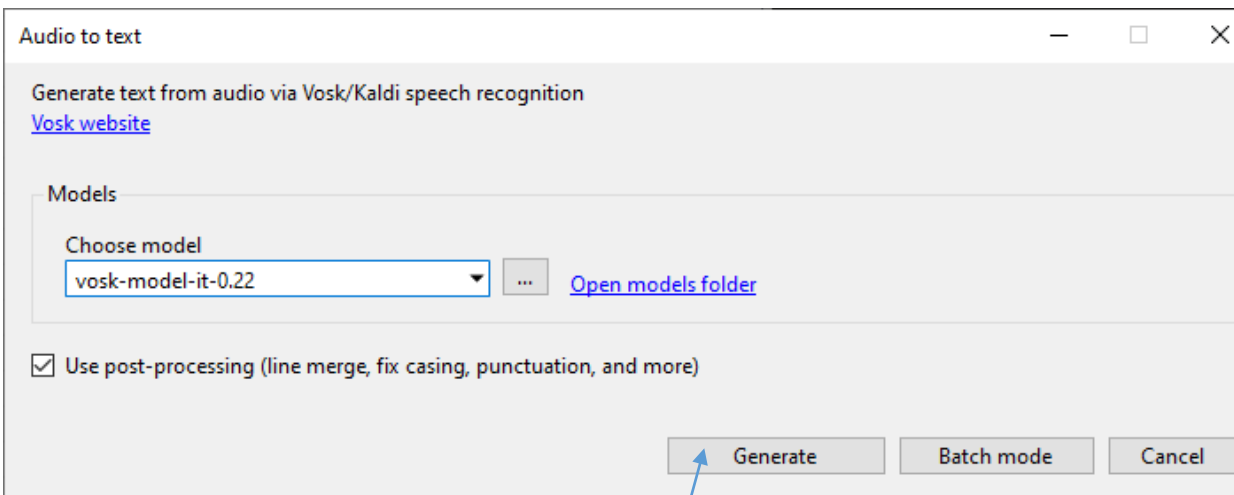 Audio to text
Generate text from audio via Vosk/Kaldi speech recognition
Vosk website
Models
Choose model
vosk-model-it-0.22
...
Open models folder
Use post-processing (line merge, fix casing, punctuation, and more)
Generate Batch mode Cancel